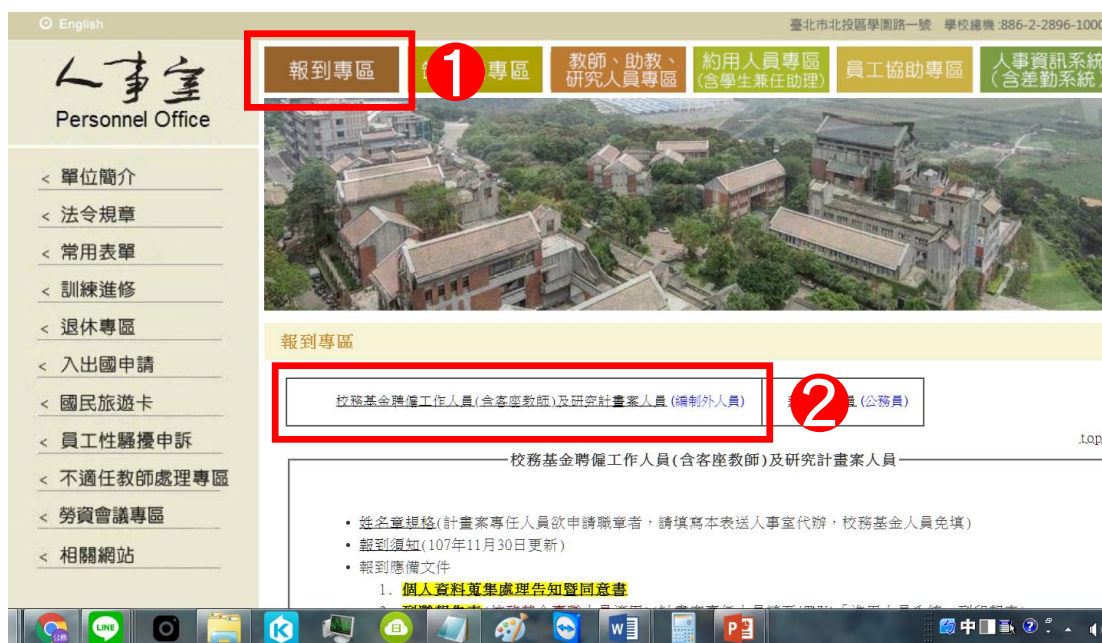 English
臺北市北投區學園路一號 學校總機:886-2-2896-1000
人事室
Personnel Office
報到專區
1
專區
教師、助教、
研究人員專區
約用人員專區
(含學生兼任助理)
員工協助專區
人事資訊系統
(含差勤系統)
< 單位簡介
< 法令規章
< 常用表單
< 訓練進修
< 退休專區
< 入出國申請
< 國民旅遊卡
< 員工性騷擾申訴
< 不適任教師處理專區
< 勞資會議專區
< 相關網站
報到專區
校務基金聘僱工作人員(含客座教師)及研究計畫案人員 (編制外人員)
2
員 (公務員)
top
校務基金聘僱工作人員(含客座教師)及研究計畫案人員
• 姓名章規格(計畫案專任人員欲申請職章者,請填寫本表送人事室代辦,校務基金人員免填)
• 報到須知(107年11月30日更新)
• 報到應備文件
1. 個人資料蒐集處理告知暨同意書
2.
中